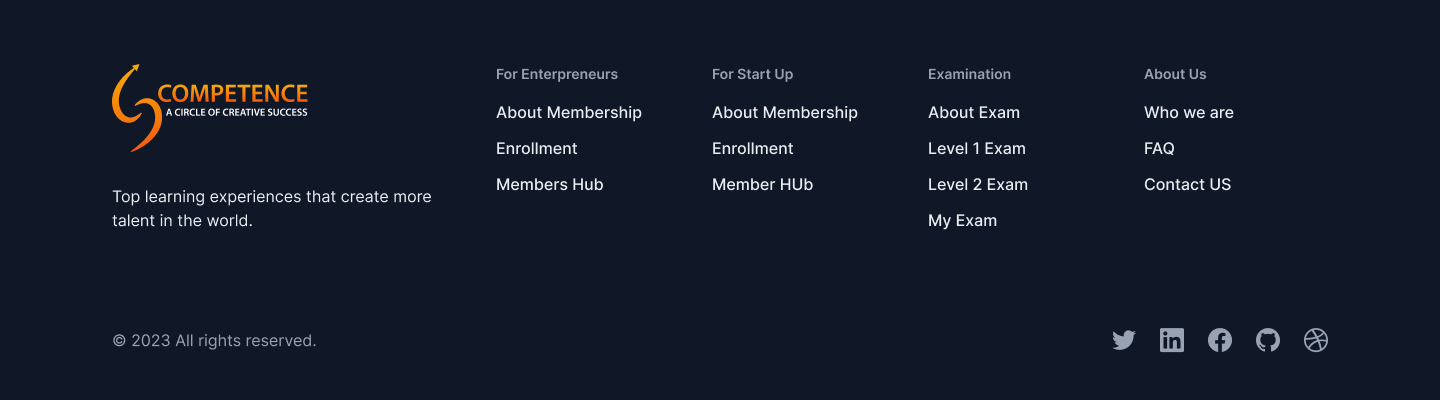 COMPETENCE
A CIRCLE OF CREATIVE SUCCESS
Top learning experiences that create more
talent in the world.
For Enterpreneurs
About Membership
Enrollment
Members Hub
For Start Up
About Membership
Enrollment
Member HUb
Examination
About Exam
Level 1 Exam
Level 2 Exam
My Exam
About Us
Who we are
FAQ
Contact US
© 2023 All rights reserved.